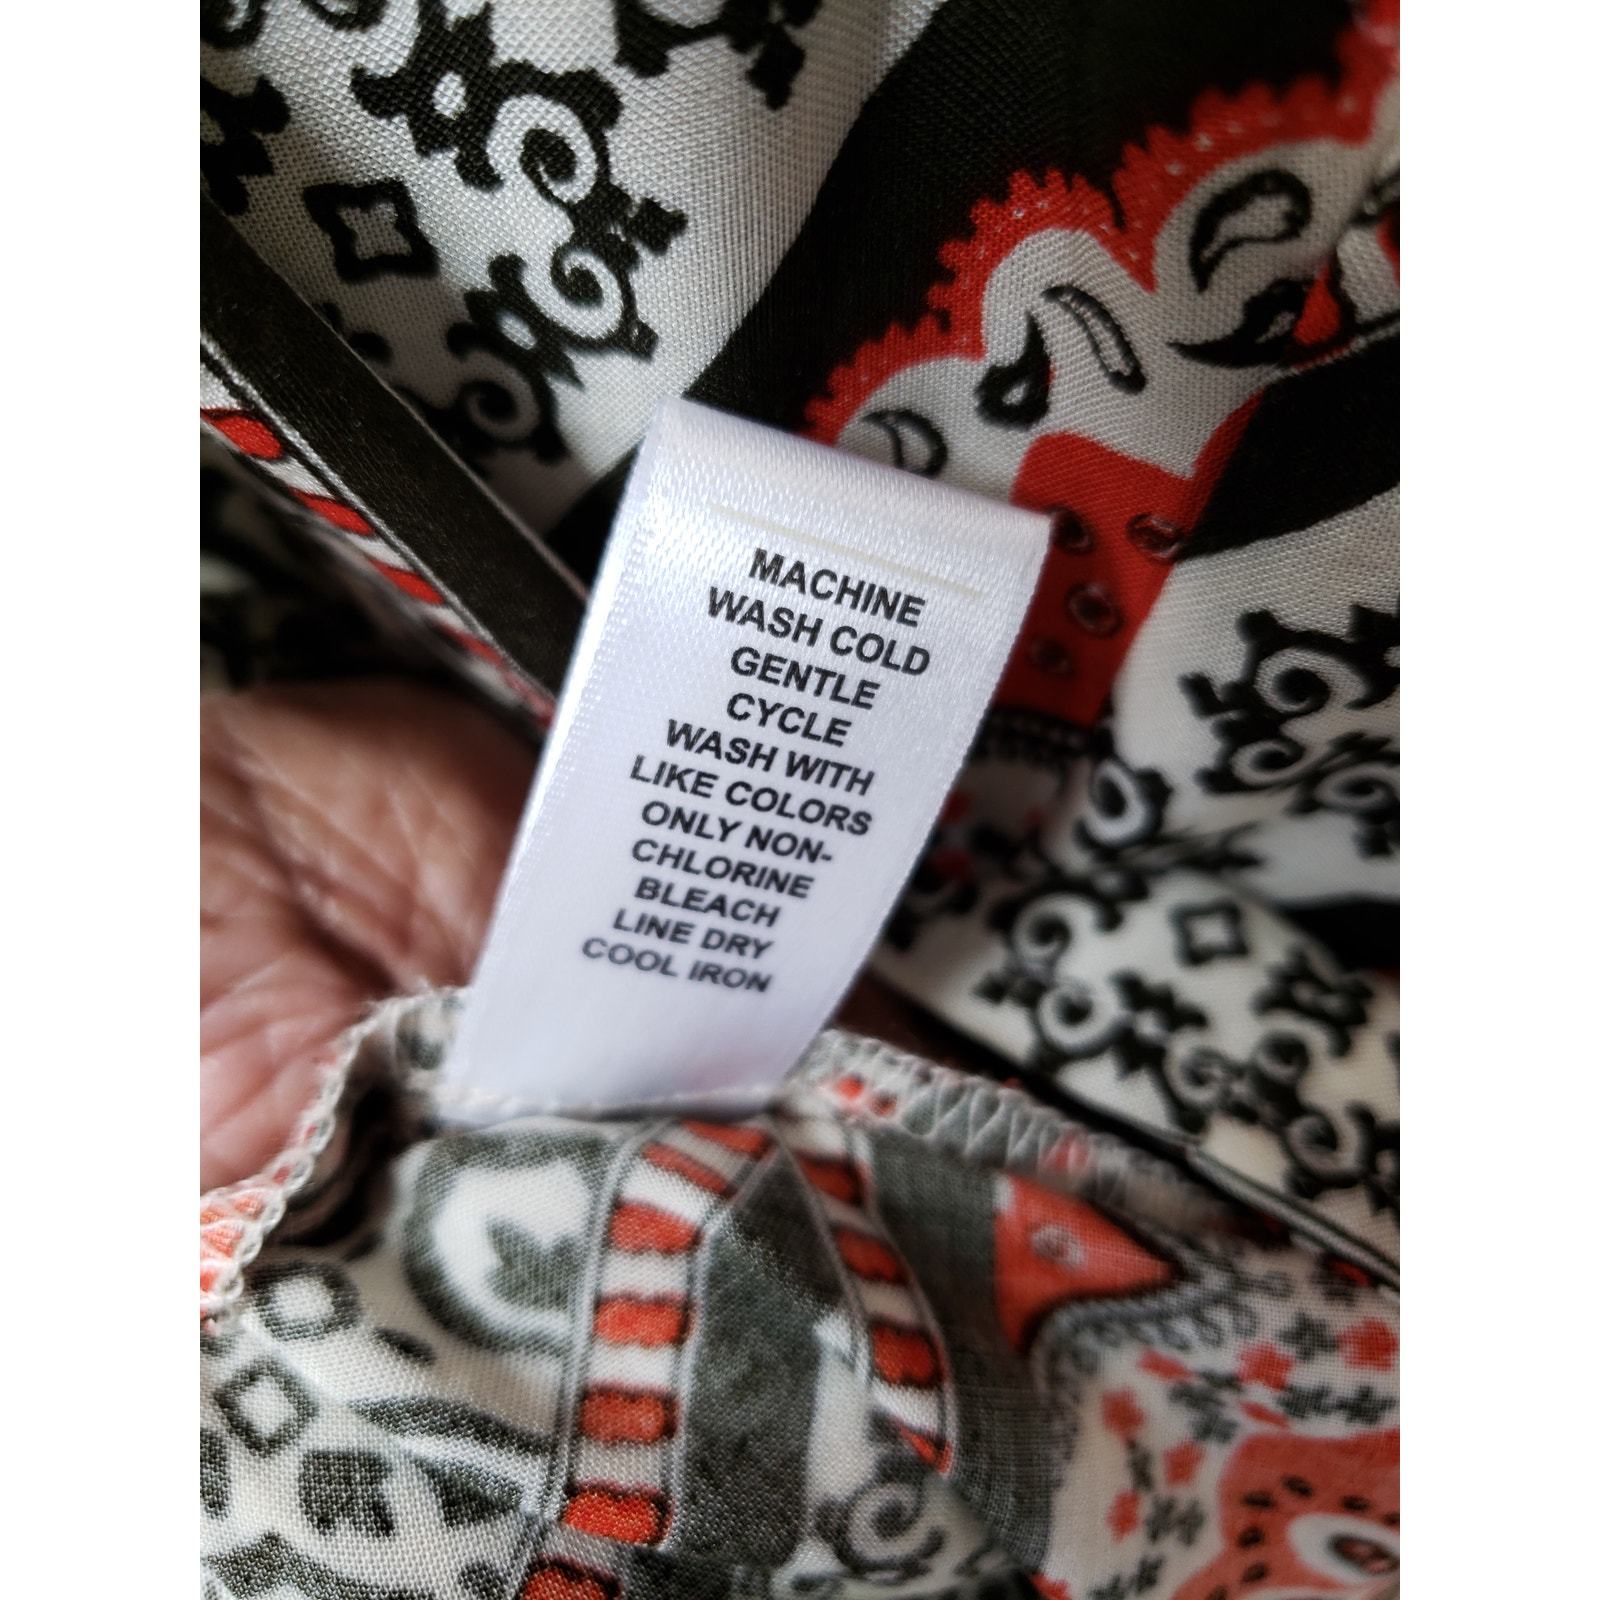 MACHINE
WASH COLD
GENTLE
CYCLE
WASH WITH
LIKE COLORS
ONLY NON-
CHLORINE
BLEACH
LINE DRY
COOL IRON